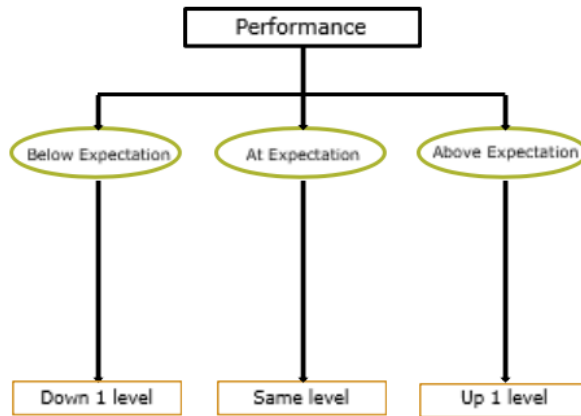 Performance
Below Expectation
At Expectation
Above Expectation
Down 1 level
Same level
Up 1 level